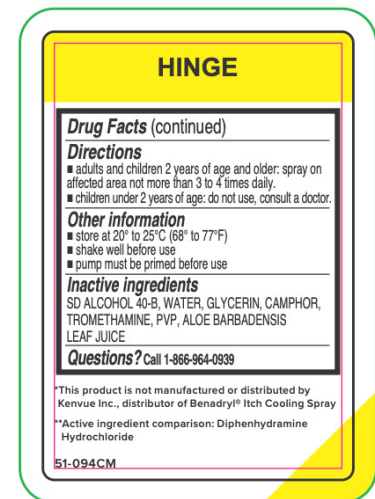 HINGE
Drug Facts (continued)
Directions
■ adults and children 2 years of age and older: spray on
affected area not more than 3 to 4 times daily.
■ children under 2 years of age: do not use, consult a doctor.
Other information
■ store at 20° to 25°C (68° to 77°F)
■ shake well before use
■ pump must be primed before use
Inactive ingredients
SD ALCOHOL 40-B, WATER, GLYCERIN, CAMPHOR,
TROMETHAMINE, PVP, ALOE BARBADENSIS
LEAF JUICE
Questions? Call 1-866-964-0939
*This product is not manufactured or distributed by
Kenvue Inc., distributor of Benadryl® Itch Cooling Spray
**Active ingredient comparison: Diphenhydramine
Hydrochloride
51-094CM